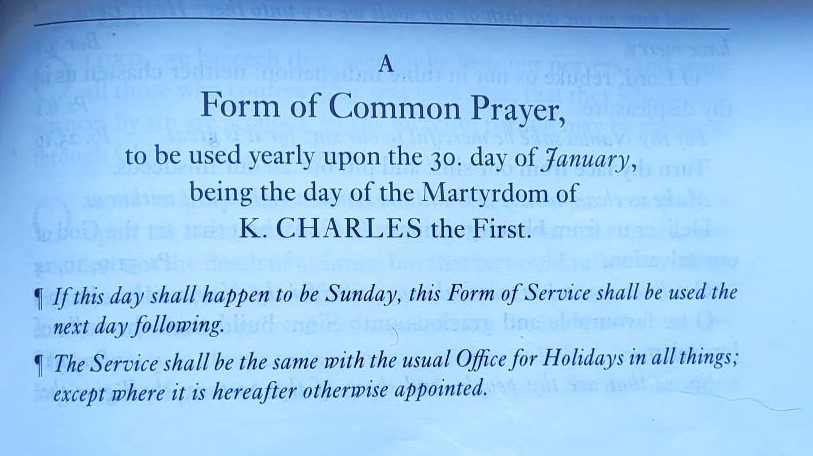 A
Form of Common Prayer,
to be used yearly upon the 30. day of January,
being the day of the Martyrdom of
K. CHARLES the First.
¶ If this day shall happen to be Sunday, this Form of Service shall be used the
next day following.
¶ The Service shall be the same with the usual Office for Holidays in all things;
except where it is hereafter otherwise appointed.